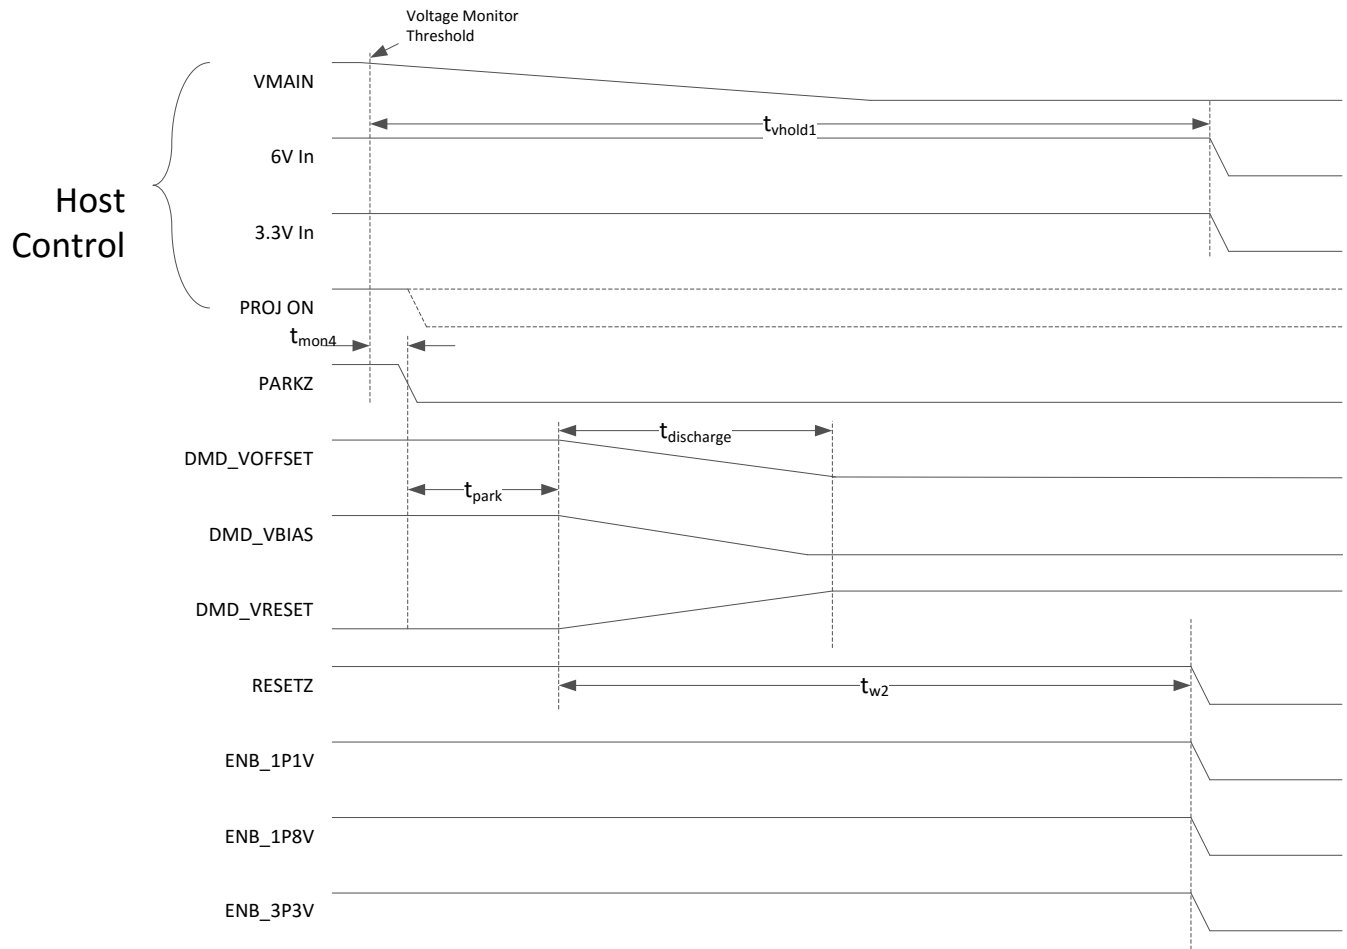 Voltage Monitor
Threshold
VMAIN
tvhold1
6V In
Host
Control
3.3V In
PROJ ON
tmon4
PARKZ
tdischarge
DMD_VOFFSET
tpark
DMD_VBIAS
DMD_VRESET
RESETZ
tw2
ENB_1P1V
ENB_1P8V
ENB_3P3V